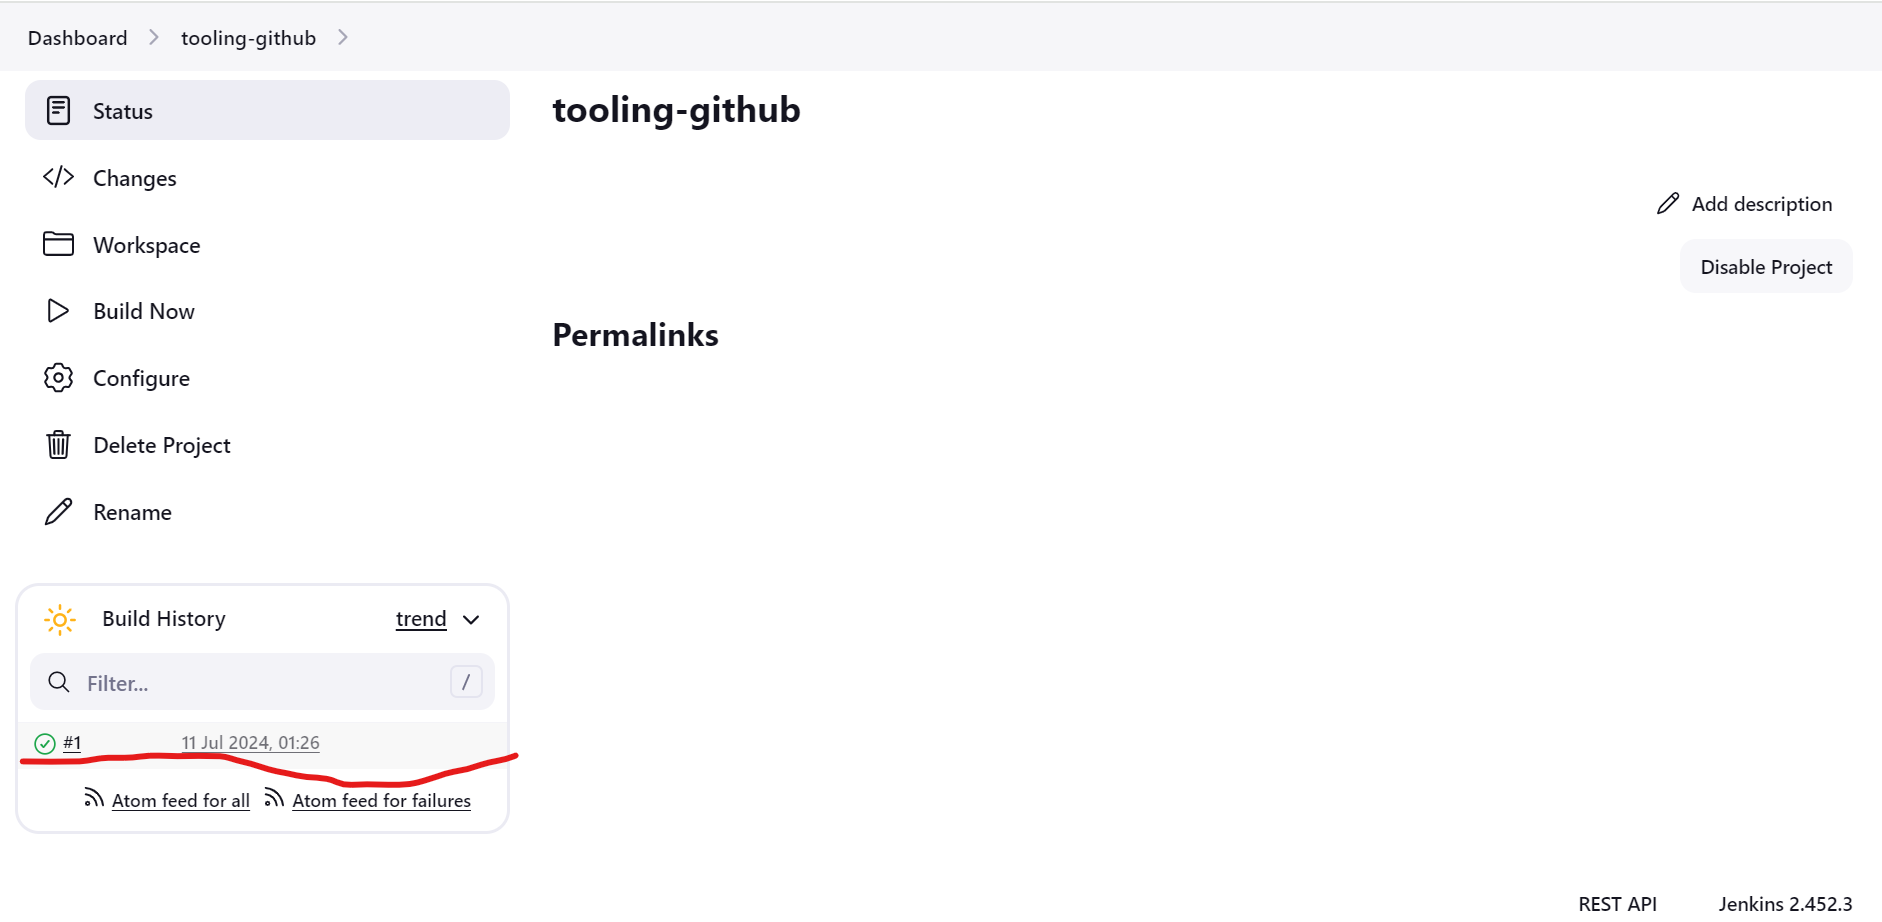 Dashboard
tooling-github
Status
Changes
Workspace
Build Now
Configure
Delete Project
Rename
Build History
trend
Filter...
/
#1
11 Jul 2024, 01:26
Atom feed for all
Atom feed for failures
tooling-github
Add description
Disable Project
Permalinks
REST API
Jenkins 2.452.3